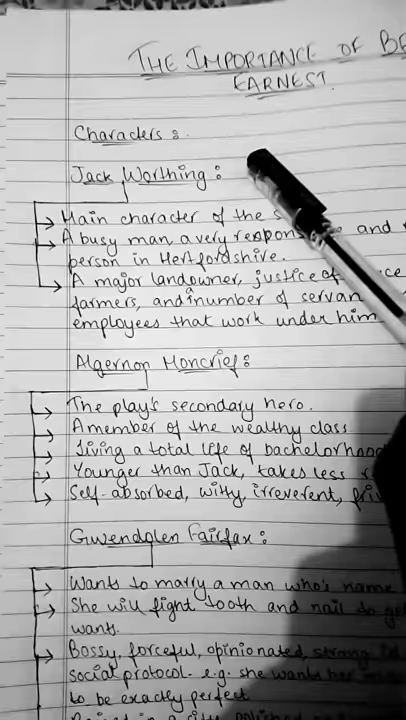 THE IMPORTANCE OF BE
EARNEST.
Characters:
Jack Worthing:
Main character of the s
A busy man, a very respon and
person in Hertfordshire.
A major landowner, justice of
farmers, and a number of servan
employees that work under him
Algernon Moncrief:
The play's secondary hero.
A member of the wealthy class.
Living a total life of bachelorhood
Younger than Jack, takes less
Self-absorbed, witty, irreverent,
Gwendolen Fairfax:
Wants to marry a man who's name
She will fight tooth and nail to get
wants.
Bossy, forceful, opinionated, strong
social protocol. e.g. she wants her
to be exactly perfect